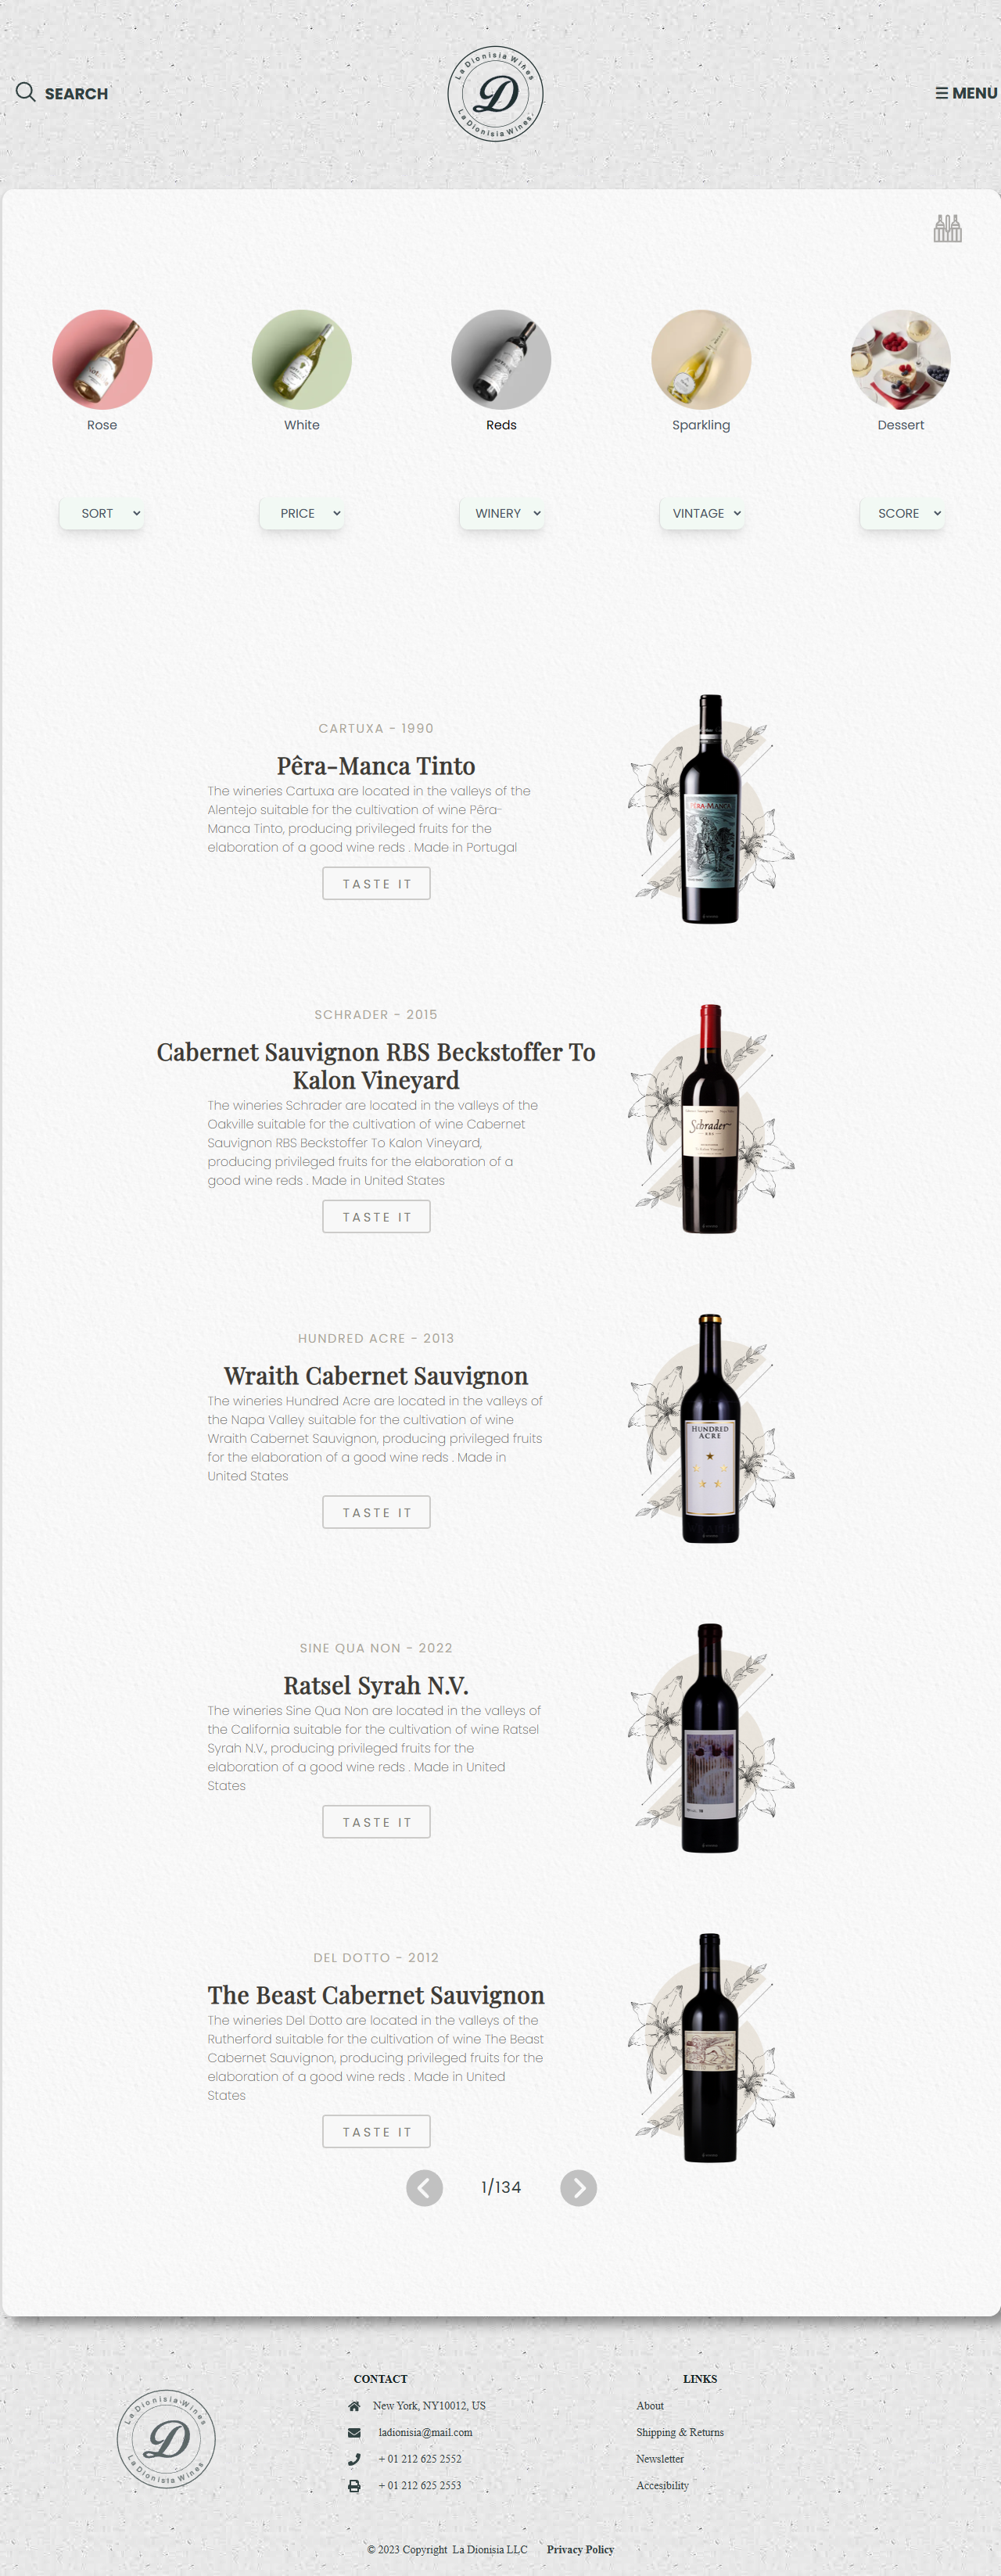 SEARCH
La Dionisia Wines
D
La Dionisia Wines
☰ MENU
Rose
White
Reds
Sparkling
Dessert
SORT
PRICE
WINERY
VINTAGE
SCORE
CARTUXA - 1990
Pêra-Manca Tinto
The wineries Cartuxa are located in the valleys of the
Alentejo suitable for the cultivation of wine Pêra-
Manca Tinto, producing privileged fruits for the
elaboration of a good wine reds . Made in Portugal
TASTE IT
PÊRA-MANCA
SCHRADER - 2015
Cabernet Sauvignon RBS Beckstoffer To
Kalon Vineyard
The wineries Schrader are located in the valleys of the
Oakville suitable for the cultivation of wine Cabernet
Sauvignon RBS Beckstoffer To Kalon Vineyard,
producing privileged fruits for the elaboration of a
good wine reds . Made in United States
TASTE IT
Schrader
RBS
HUNDRED ACRE - 2013
Wraith Cabernet Sauvignon
The wineries Hundred Acre are located in the valleys of
the Napa Valley suitable for the cultivation of wine
Wraith Cabernet Sauvignon, producing privileged fruits
for the elaboration of a good wine reds . Made in
United States
TASTE IT
HUNDRED
ACRE
SINE QUA NON - 2022
Ratsel Syrah N.V.
The wineries Sine Qua Non are located in the valleys of
the California suitable for the cultivation of wine Ratsel
Syrah N.V., producing privileged fruits for the
elaboration of a good wine reds . Made in United
States
TASTE IT
DEL DOTTO - 2012
The Beast Cabernet Sauvignon
The wineries Del Dotto are located in the valleys of the
Rutherford suitable for the cultivation of wine The Beast
Cabernet Sauvignon, producing privileged fruits for the
elaboration of a good wine reds . Made in United
States
TASTE IT
1/134
La Dionisia Wines
D
La Dionisia Wines
CONTACT
New York, NY10012, US
ladionisia@mail.com
+ 01 212 625 2552
+ 01 212 625 2553
LINKS
About
Shipping & Returns
Newsletter
Accesibility
© 2023 Copyright La Dionisia LLC
Privacy Policy